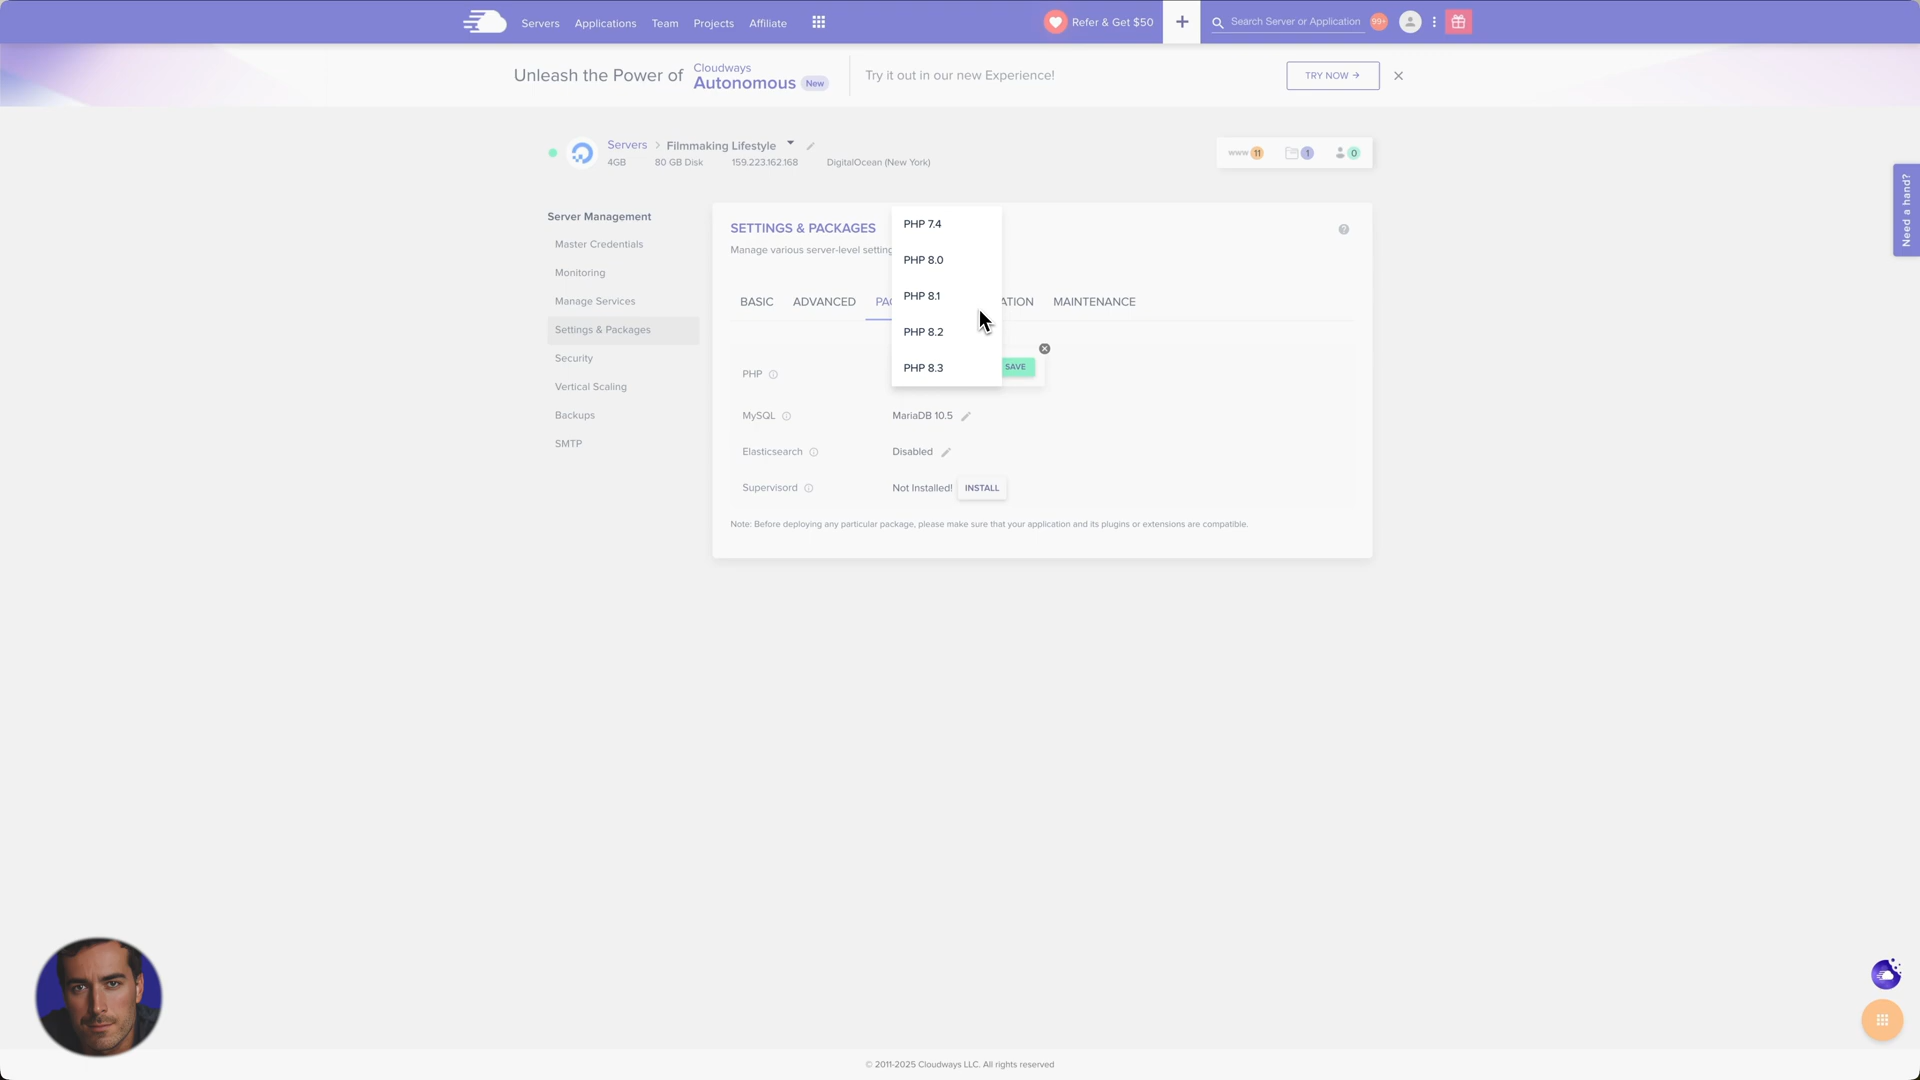 Servers
Applications
Team
Projects
Affiliate
Refer & Get $50
+
Search Server or Application
99+
Unleash the Power of
Cloudways
Autonomous New
Try it out in our new Experience!
TRY NOW →
Servers > Filmmaking Lifestyle
4GB
80 GB Disk
159.223.162.168
DigitalOcean (New York)
www 11
1
0
Need a hand?
Server Management
Master Credentials
Monitoring
Manage Services
Settings & Packages
Security
Vertical Scaling
Backups
SMTP
SETTINGS & PACKAGES
Manage various server-level setting
BASIC
ADVANCED
PAC
ATION
MAINTENANCE
PHP 7.4
PHP 8.0
PHP 8.1
PHP 8.2
PHP 8.3
PHP
SAVE
MySQL
MariaDB 10.5
Elasticsearch
Disabled
Supervisord
Not Installed!
INSTALL
Note: Before deploying any particular package, please make sure that your application and its plugins or extensions are compatible.
© 2011-2025 Cloudways LLC. All rights reserved